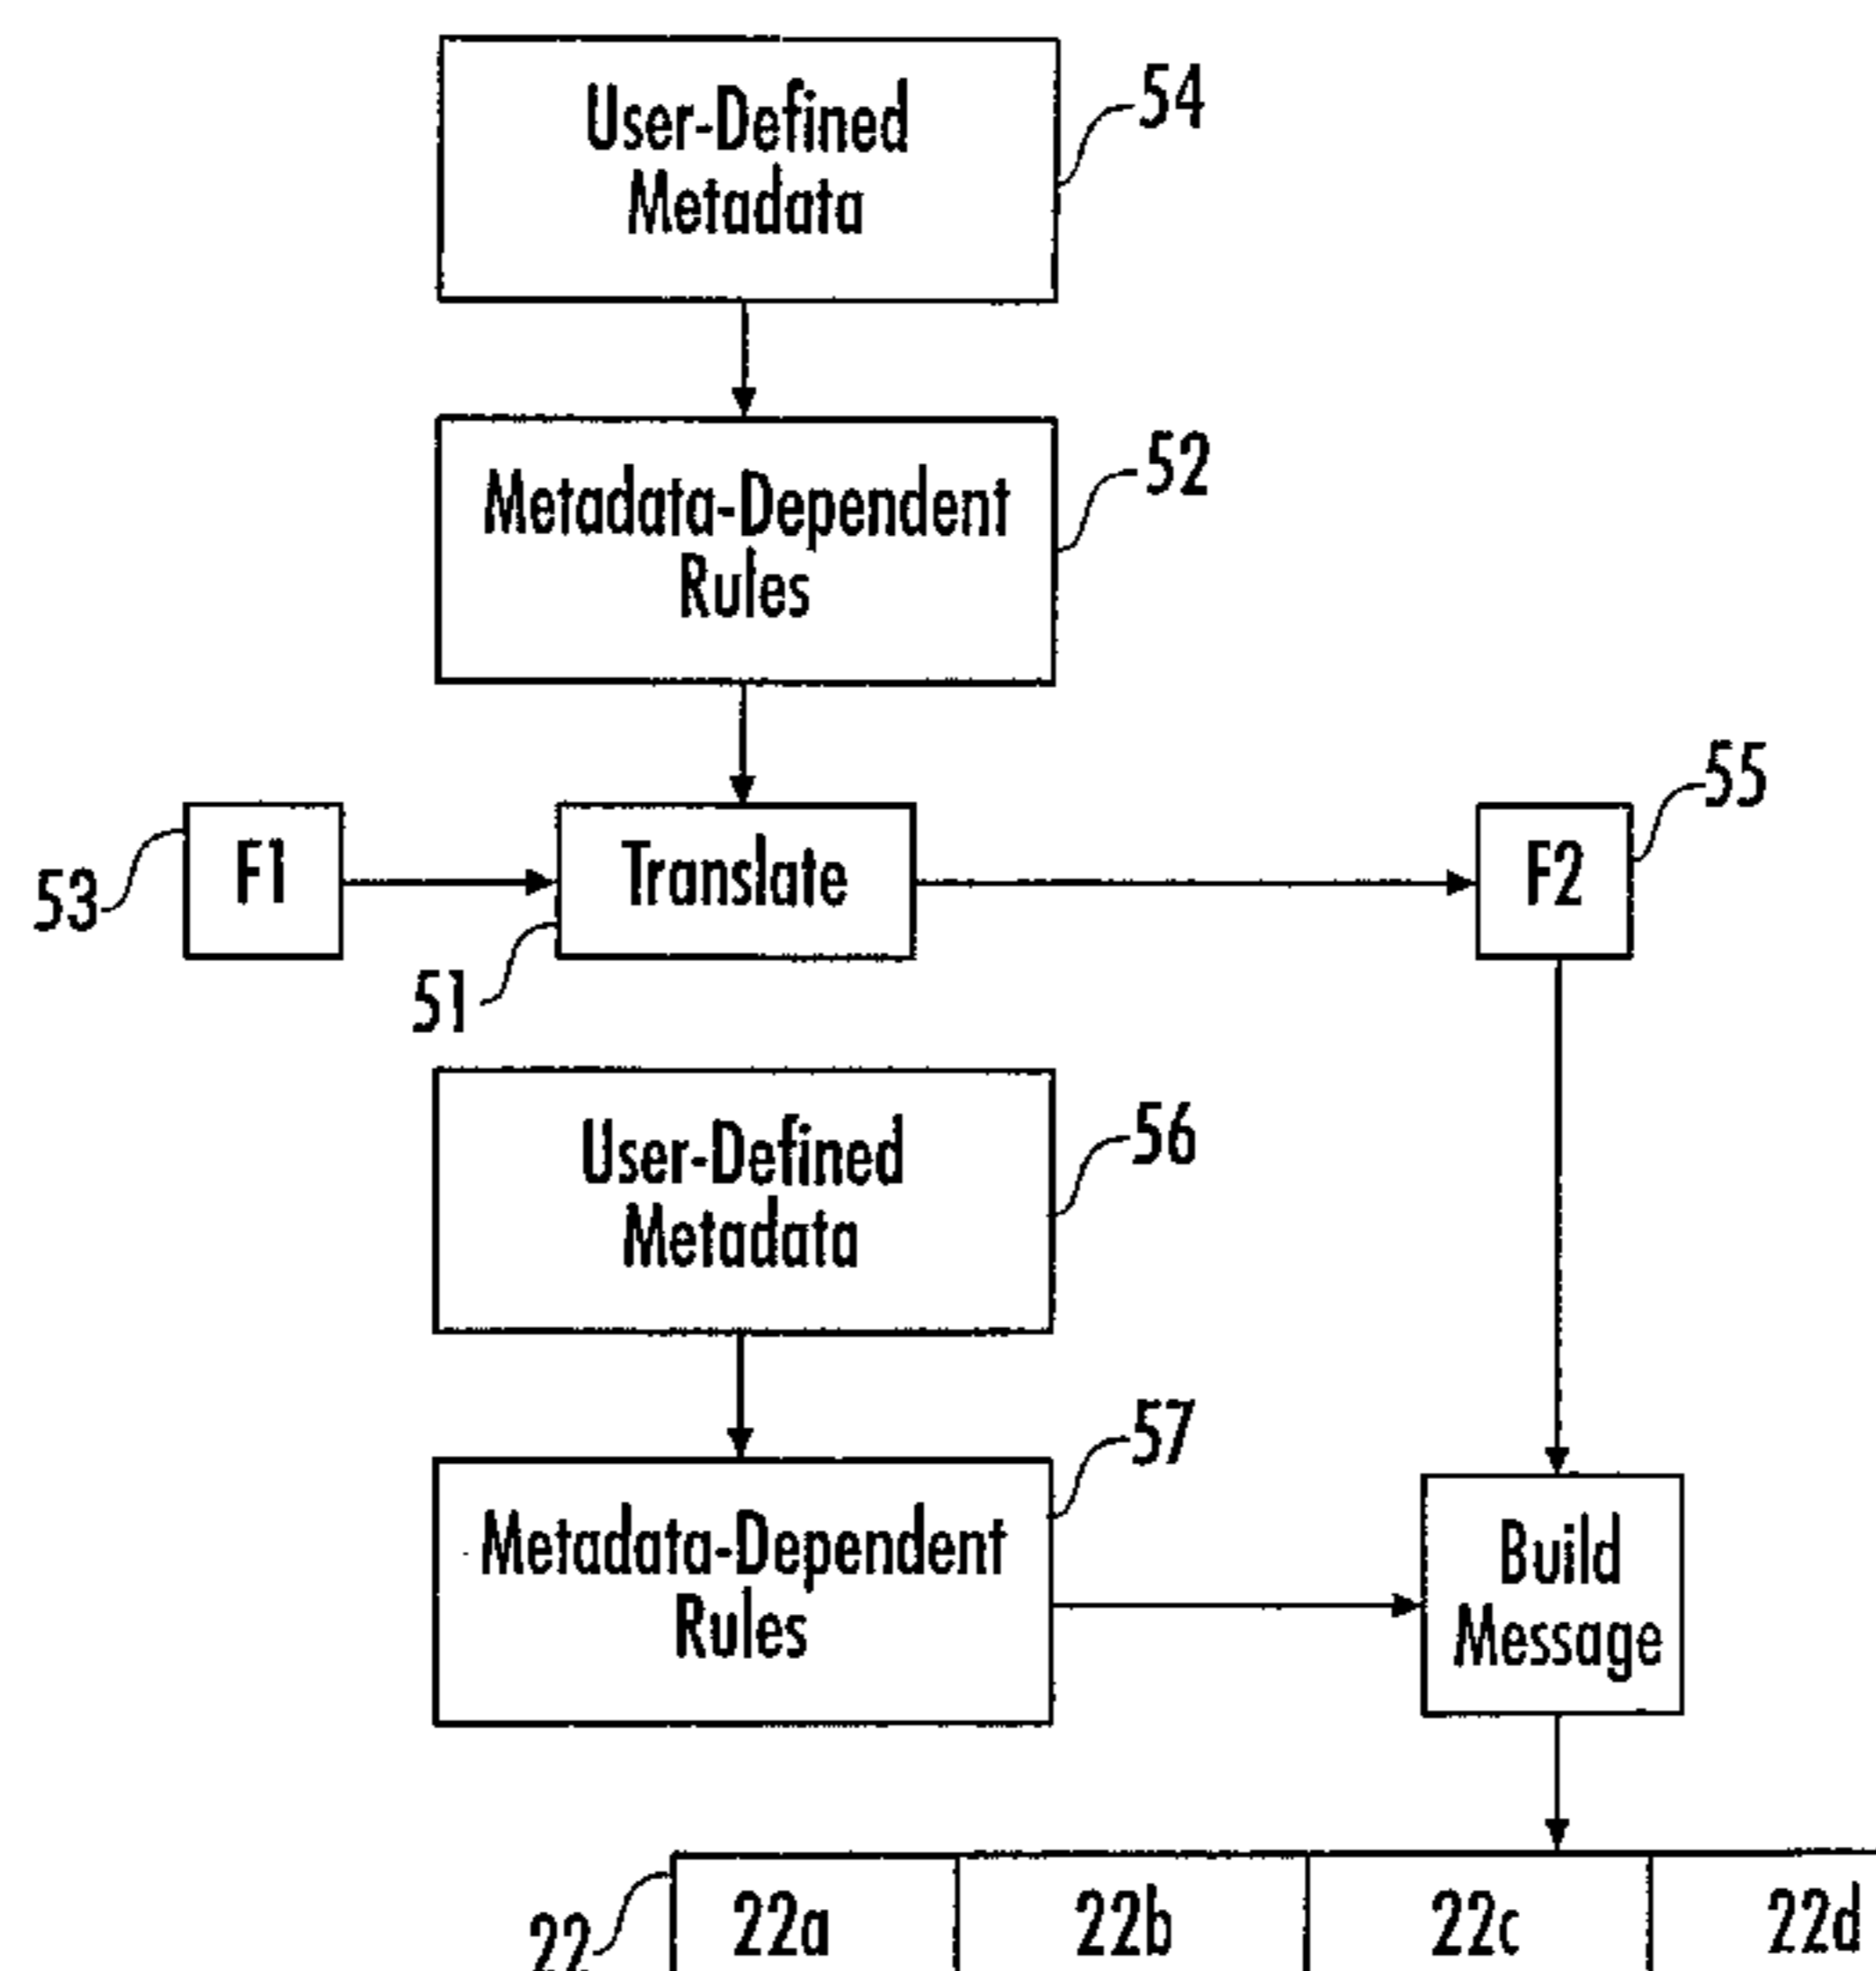 User-Defined
Metadata
54
Metadata-Dependent
Rules
52
53
F1
Translate
51
F2
55
User-Defined
Metadata
56
Metadata-Dependent
Rules
57
Build
Message
22
22a
22b
22c
22d